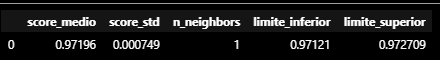 score_medio score_std n_neighbors limite_inferior limite_superior
0 0.97196 0.000749 1 0.97121 0.972709